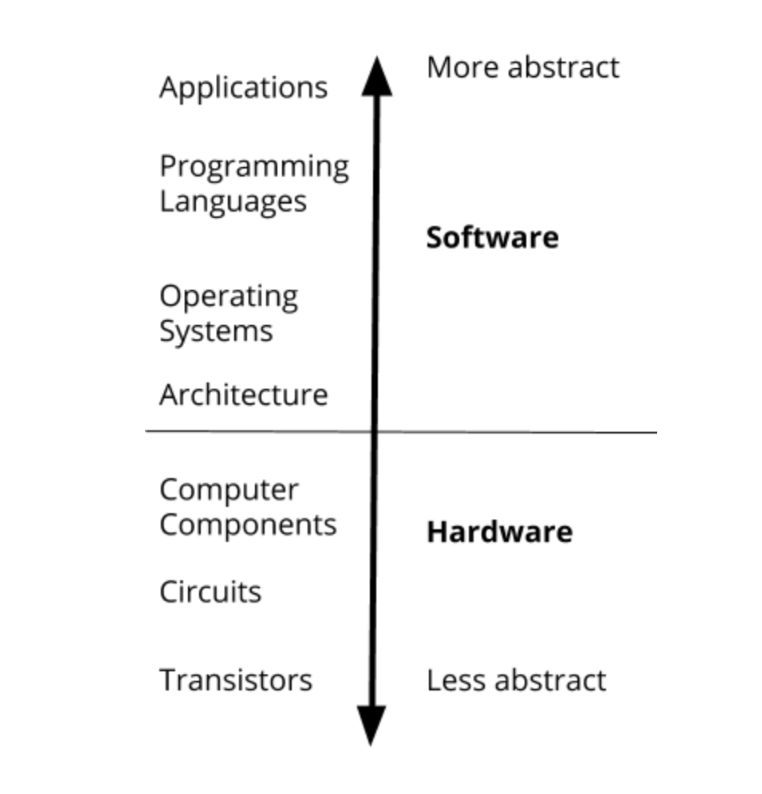 Applications
More abstract
Programming
Languages
Software
Operating
Systems
Architecture
Computer
Components
Hardware
Circuits
Transistors
Less abstract